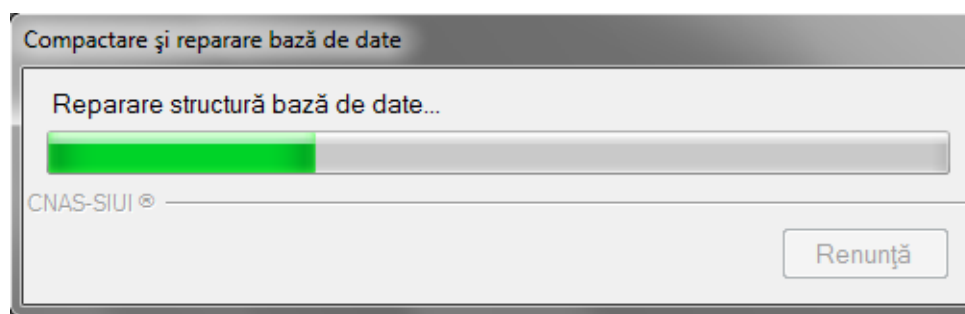 Compactare şi reparare bază de date
Reparare structură bază de date...
CNAS-SIUI ®
Renunţă